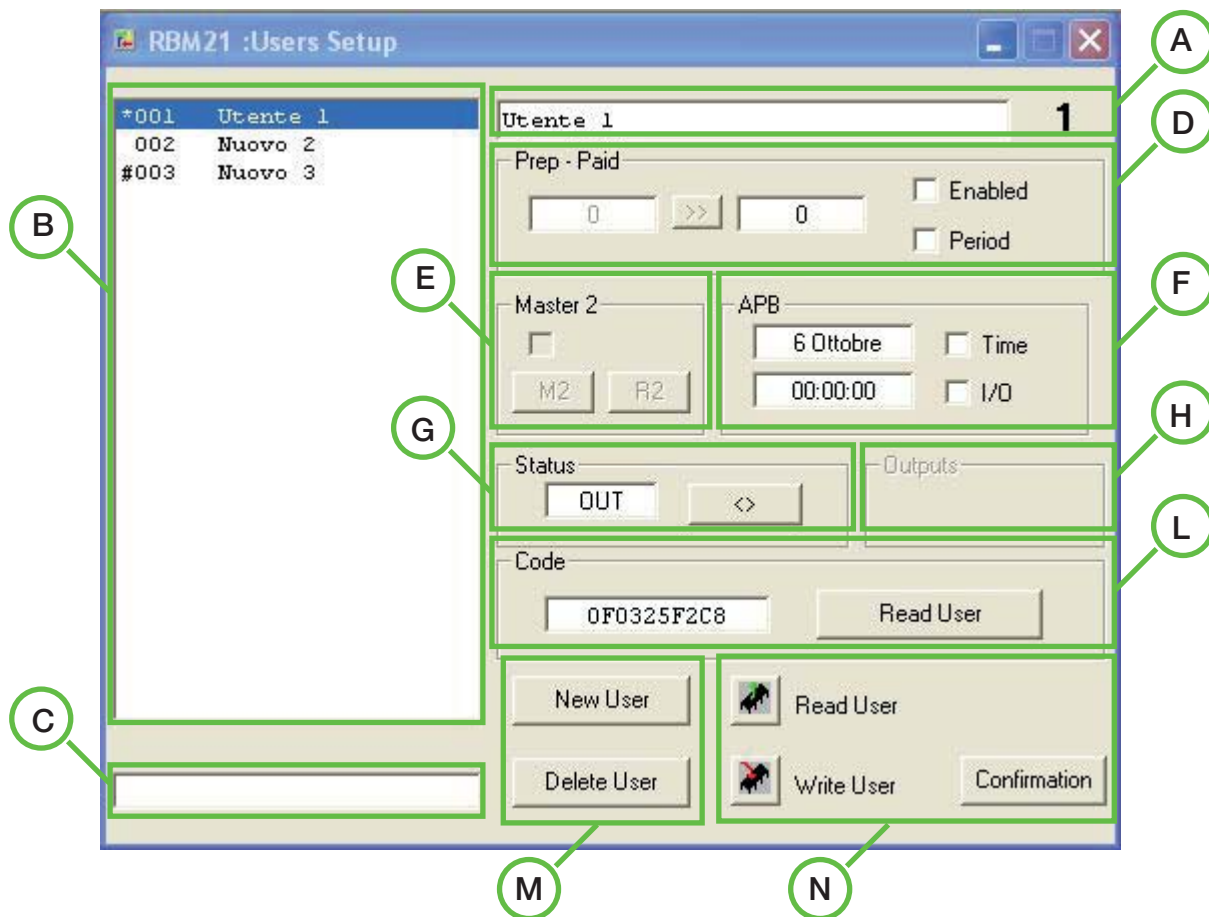 RBM21 :Users Setup
A
*001 Utente 1
002 Nuovo 2
#003 Nuovo 3
Utente 1
1
D
Prep - Paid
0
>>
0
Enabled
Period
B
E
F
Master 2
M2
R2
APB
6 Ottobre
Time
00:00:00
I/O
G
H
Status
OUT
<>
Outputs
L
Code
0F0325F2C8
Read User
New User
Read User
C
Delete User
Write User
Confirmation
M
N